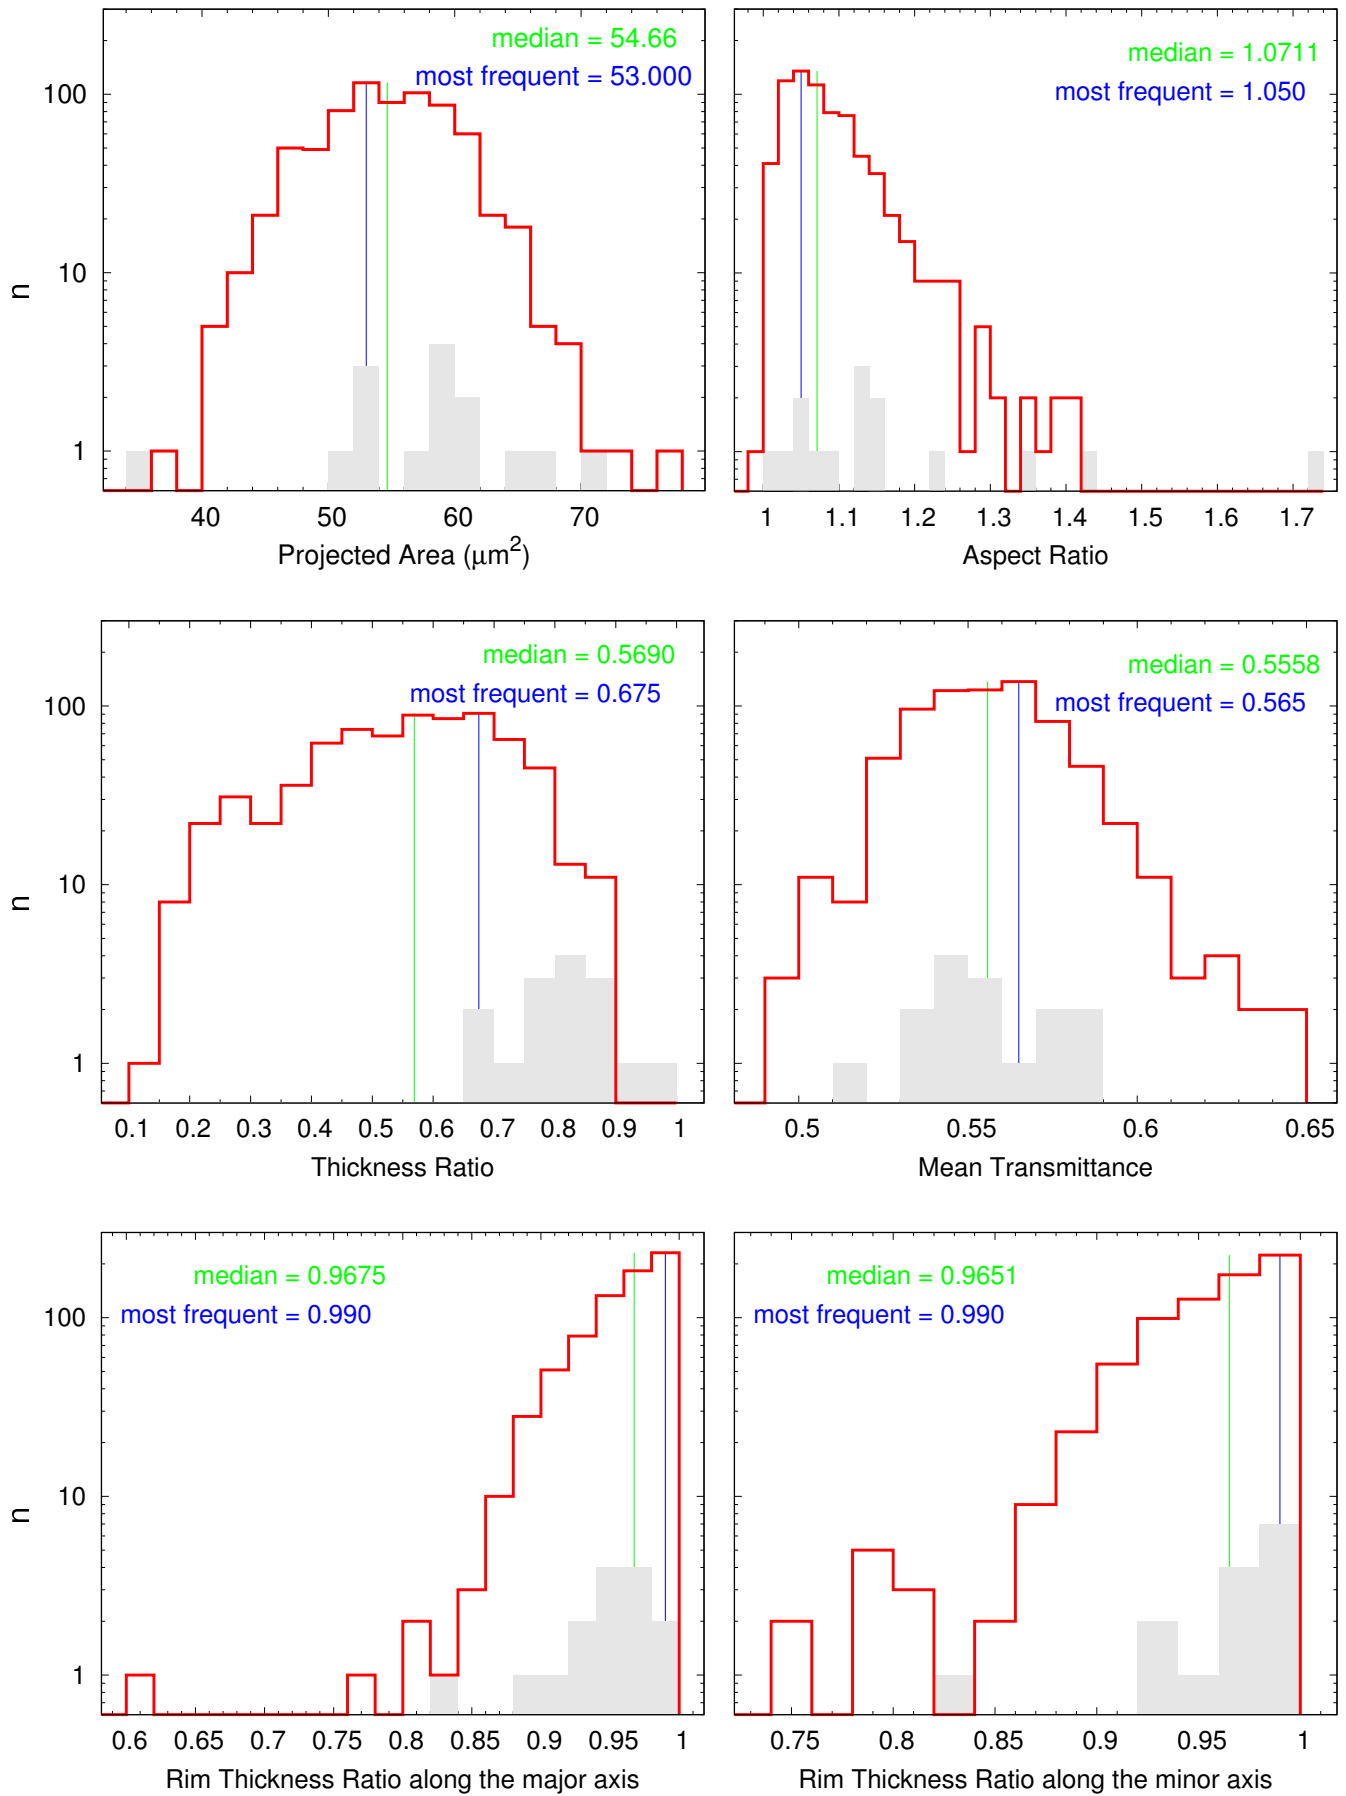 median = 54.66
most frequent = 53.000
100
10
1
n
40 50 60 70
Projected Area (μm²)
median = 1.0711
most frequent = 1.050
1 1.1 1.2 1.3 1.4 1.5 1.6 1.7
Aspect Ratio
median = 0.5690
most frequent = 0.675
100
10
1
n
0.1 0.2 0.3 0.4 0.5 0.6 0.7 0.8 0.9 1
Thickness Ratio
median = 0.5558
most frequent = 0.565
0.5 0.55 0.6 0.65
Mean Transmittance
median = 0.9675
most frequent = 0.990
100
10
1
n
0.6 0.65 0.7 0.75 0.8 0.85 0.9 0.95 1
Rim Thickness Ratio along the major axis
median = 0.9651
most frequent = 0.990
0.75 0.8 0.85 0.9 0.95 1
Rim Thickness Ratio along the minor axis